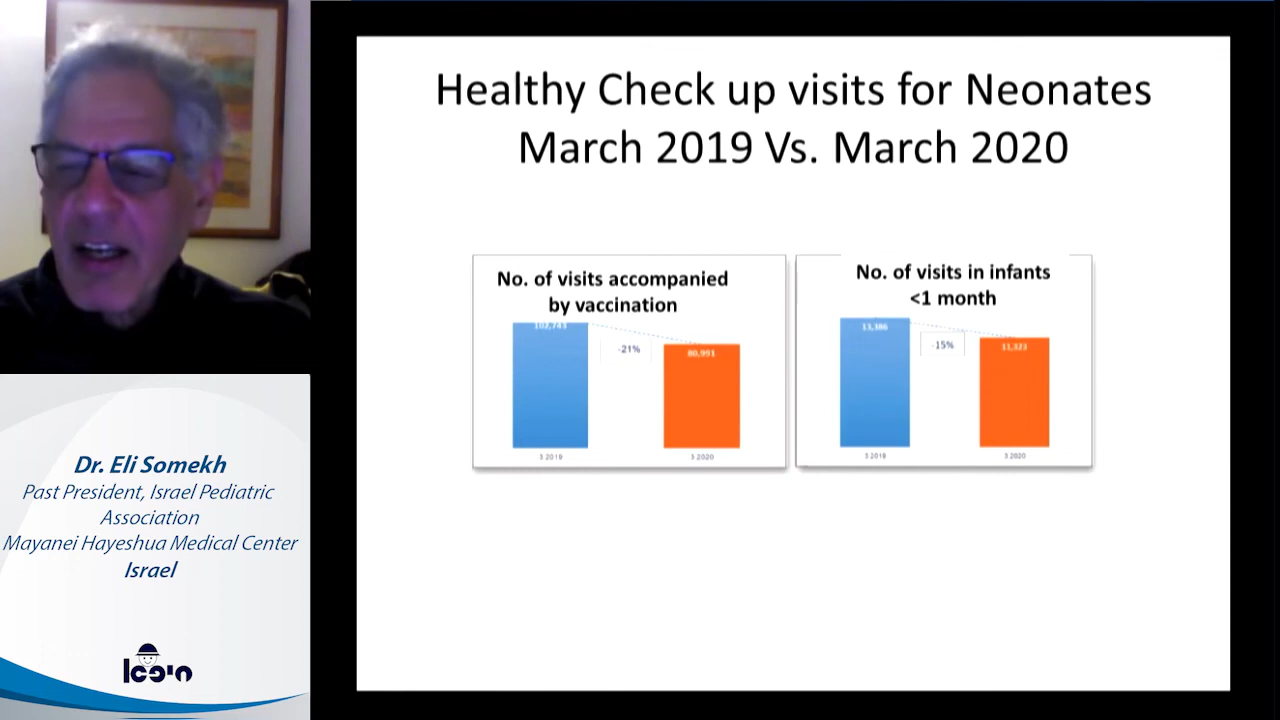 Healthy Check up visits for Neonates
March 2019 Vs. March 2020
No. of visits accompanied
by vaccination
102,743
-21%
80,991
3 2019
3 2020
No. of visits in infants
<1 month
13,386
-15%
11,323
3 2019
3 2020
Dr. Eli Somekh
Past President, Israel Pediatric
Association
Mayanei Hayeshua Medical Center
Israel
חיפכא